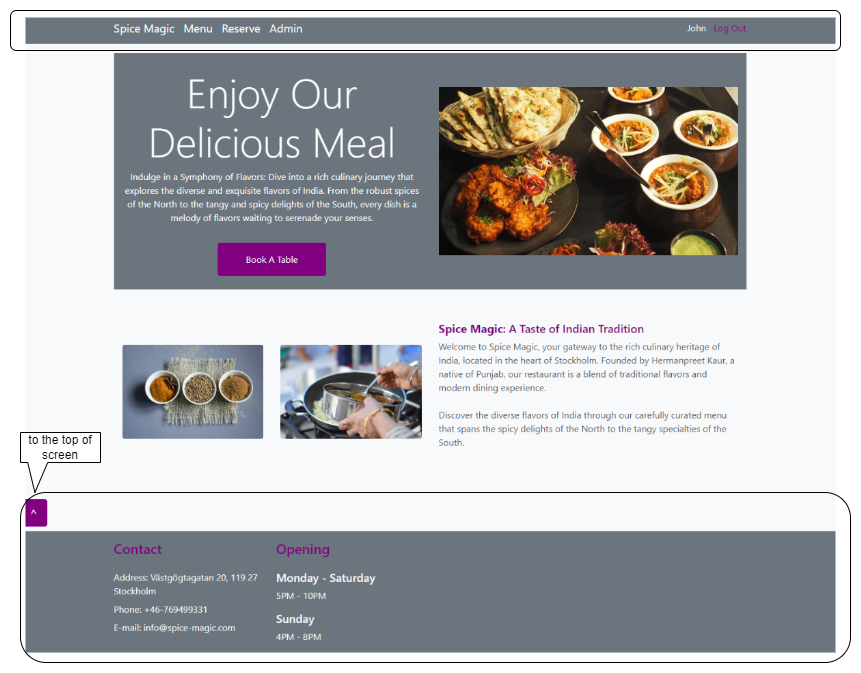 Spice Magic Menu Reserve Admin
John Log Out
Enjoy Our
Delicious Meal
Indulge in a Symphony of Flavors: Dive into a rich culinary journey that
explores the diverse and exquisite flavors of India. From the robust spices
of the North to the tangy and spicy delights of the South, every dish is a
melody of flavors waiting to serenade your senses.
Book A Table
Spice Magic: A Taste of Indian Tradition
Welcome to Spice Magic, your gateway to the rich culinary heritage of
India, located in the heart of Stockholm. Founded by Hermanpreet Kaur, a
native of Punjab, our restaurant is a blend of traditional flavors and
modern dining experience.
Discover the diverse flavors of India through our carefully curated menu
that spans the spicy delights of the North to the tangy specialties of the
South.
to the top of
screen
^
Contact
Address: Västgögtagatan 20, 119 27
Stockholm
Phone: +46-769499331
E-mail: info@spice-magic.com
Opening
Monday - Saturday
5PM - 10PM
Sunday
4PM - 8PM